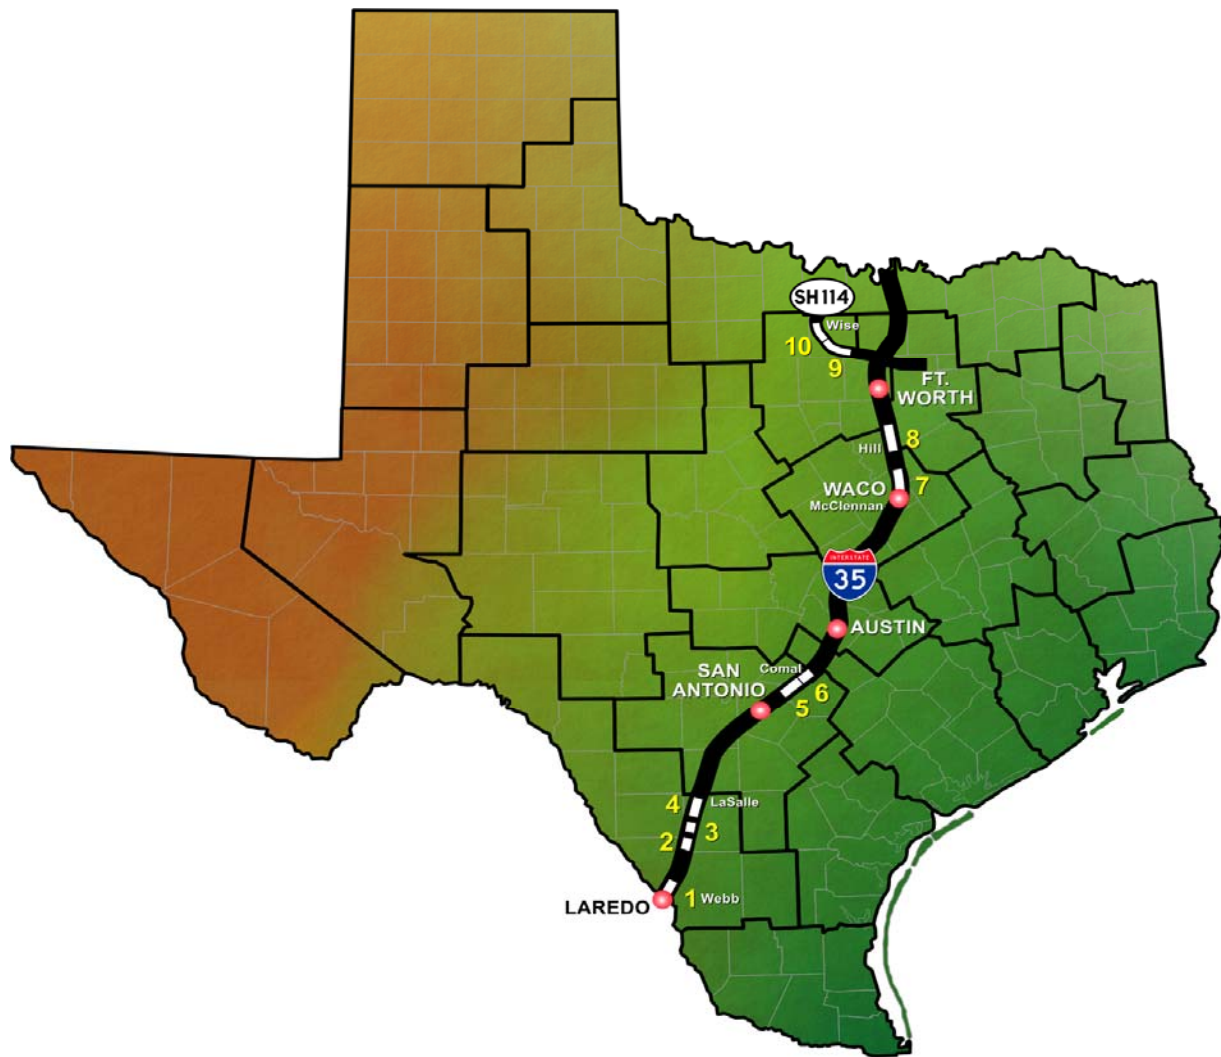 SH114
Wise
10
9
FT.
WORTH
8
Hill
WACO
7
McClennan
INTERSTATE
35
AUSTIN
SAN
ANTONIO
Comal
6
5
4
LaSalle
3
2
1
Webb
LAREDO